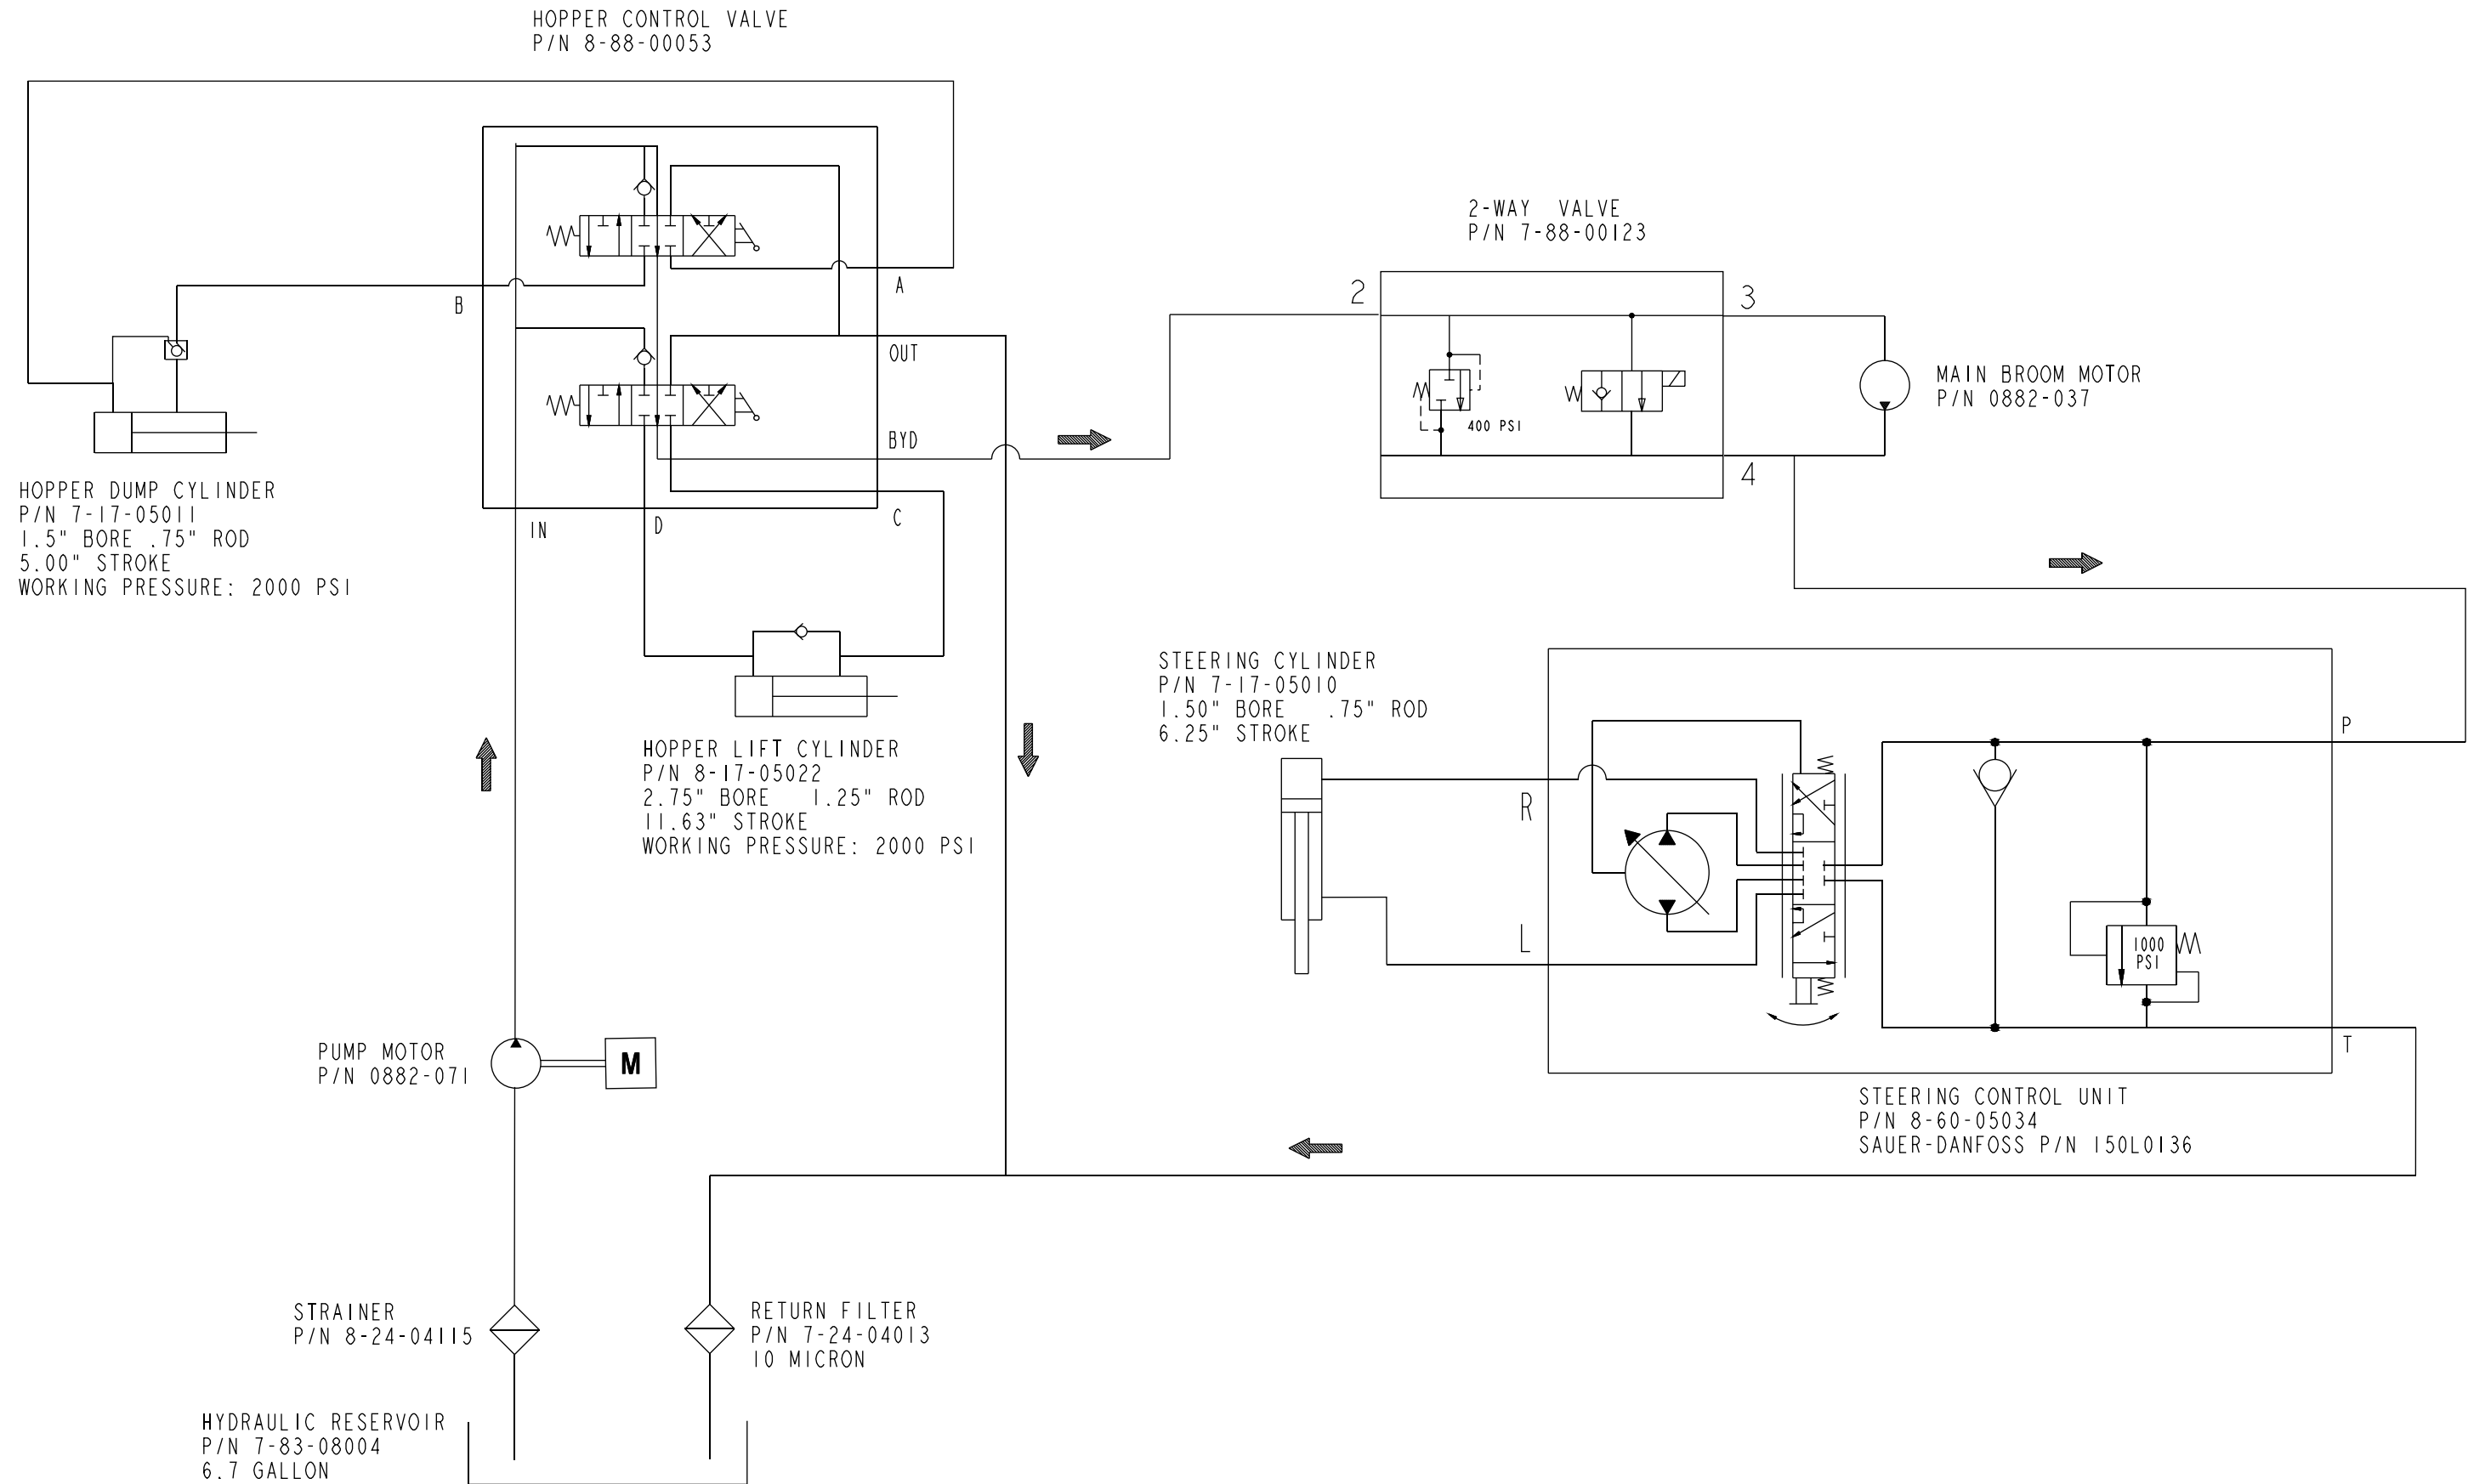 HOPPER CONTROL VALVE
P/N 8-88-00053
A
B
OUT
BYD
IN
D
C
HOPPER DUMP CYLINDER
P/N 7-17-05011
1.5" BORE .75" ROD
5.00" STROKE
WORKING PRESSURE: 2000 PSI
2-WAY VALVE
P/N 7-88-00123
2
3
400 PSI
4
MAIN BROOM MOTOR
P/N 0882-037
HOPPER LIFT CYLINDER
P/N 8-17-05022
2.75" BORE 1.25" ROD
11.63" STROKE
WORKING PRESSURE: 2000 PSI
STEERING CYLINDER
P/N 7-17-05010
1.50" BORE .75" ROD
6.25" STROKE
R
L
P
1000
PSI
T
STEERING CONTROL UNIT
P/N 8-60-05034
SAUER-DANFOSS P/N 150L0136
PUMP MOTOR
P/N 0882-071
M
STRAINER
P/N 8-24-04115
RETURN FILTER
P/N 7-24-04013
10 MICRON
HYDRAULIC RESERVOIR
P/N 7-83-08004
6.7 GALLON